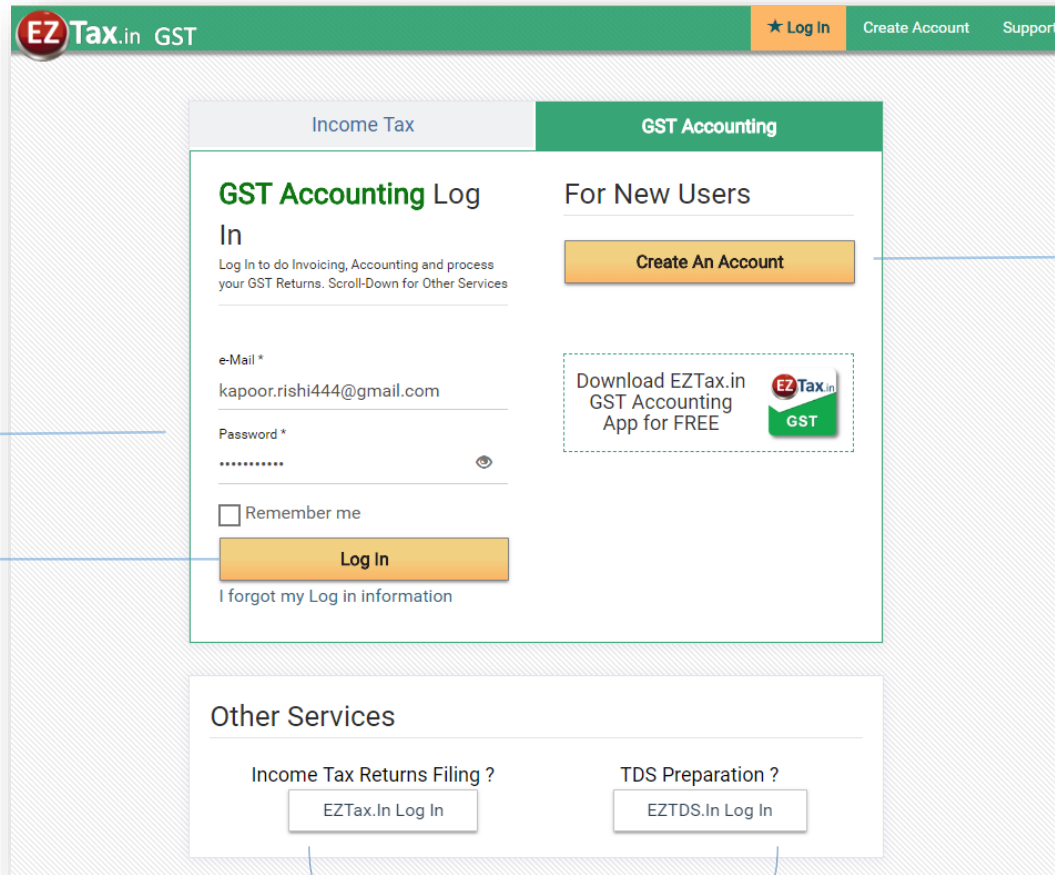 EZTax.in GST
★ Log In
Create Account
Support
Income Tax
GST Accounting
GST Accounting Log
In
Log In to do Invoicing, Accounting and process
your GST Returns. Scroll-Down for Other Services
e-Mail *
kapoor.rishi444@gmail.com
Password *
•••••••••••
Remember me
Log In
I forgot my Log in information
For New Users
Create An Account
Download EZTax.in
GST Accounting
App for FREE
EZTax.in
GST
Other Services
Income Tax Returns Filing ?
EZTax.In Log In
TDS Preparation ?
EZTDS.In Log In